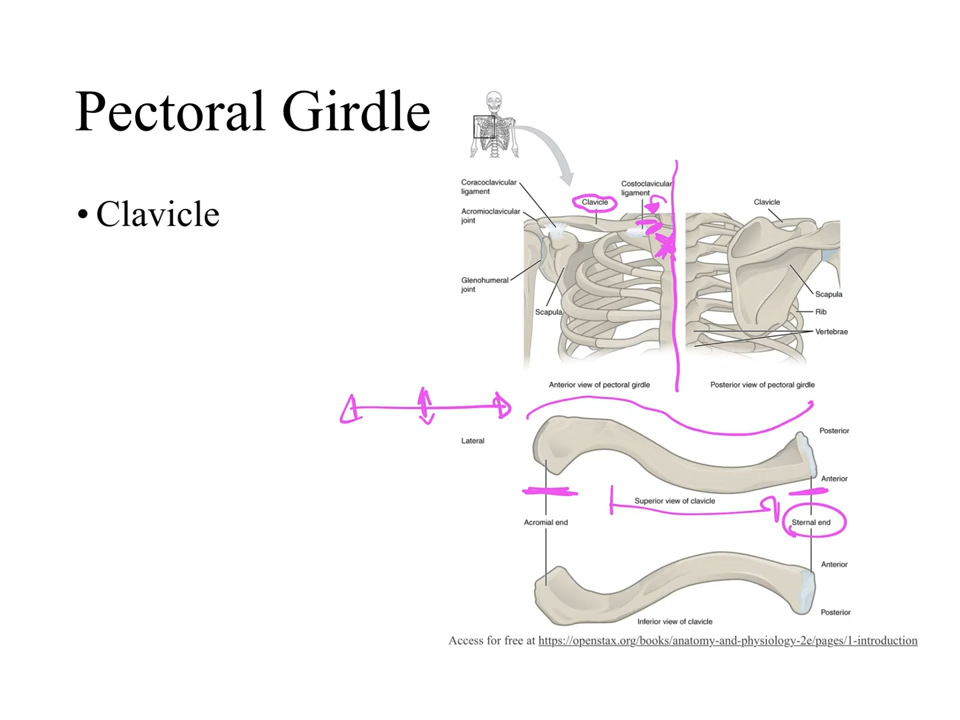 Pectoral Girdle
• Clavicle
Coracoclavicular
ligament
Acromioclavicular
joint
Glenohumeral
joint
Scapula
Clavicle
Costoclavicular
ligament
Clavicle
Scapula
Rib
Vertebrae
Anterior view of pectoral girdle
Posterior view of pectoral girdle
Lateral
Posterior
Anterior
Superior view of clavicle
Acromial end
Sternal end
Anterior
Posterior
Inferior view of clavicle
Access for free at https://openstax.org/books/anatomy-and-physiology-2e/pages/1-introduction